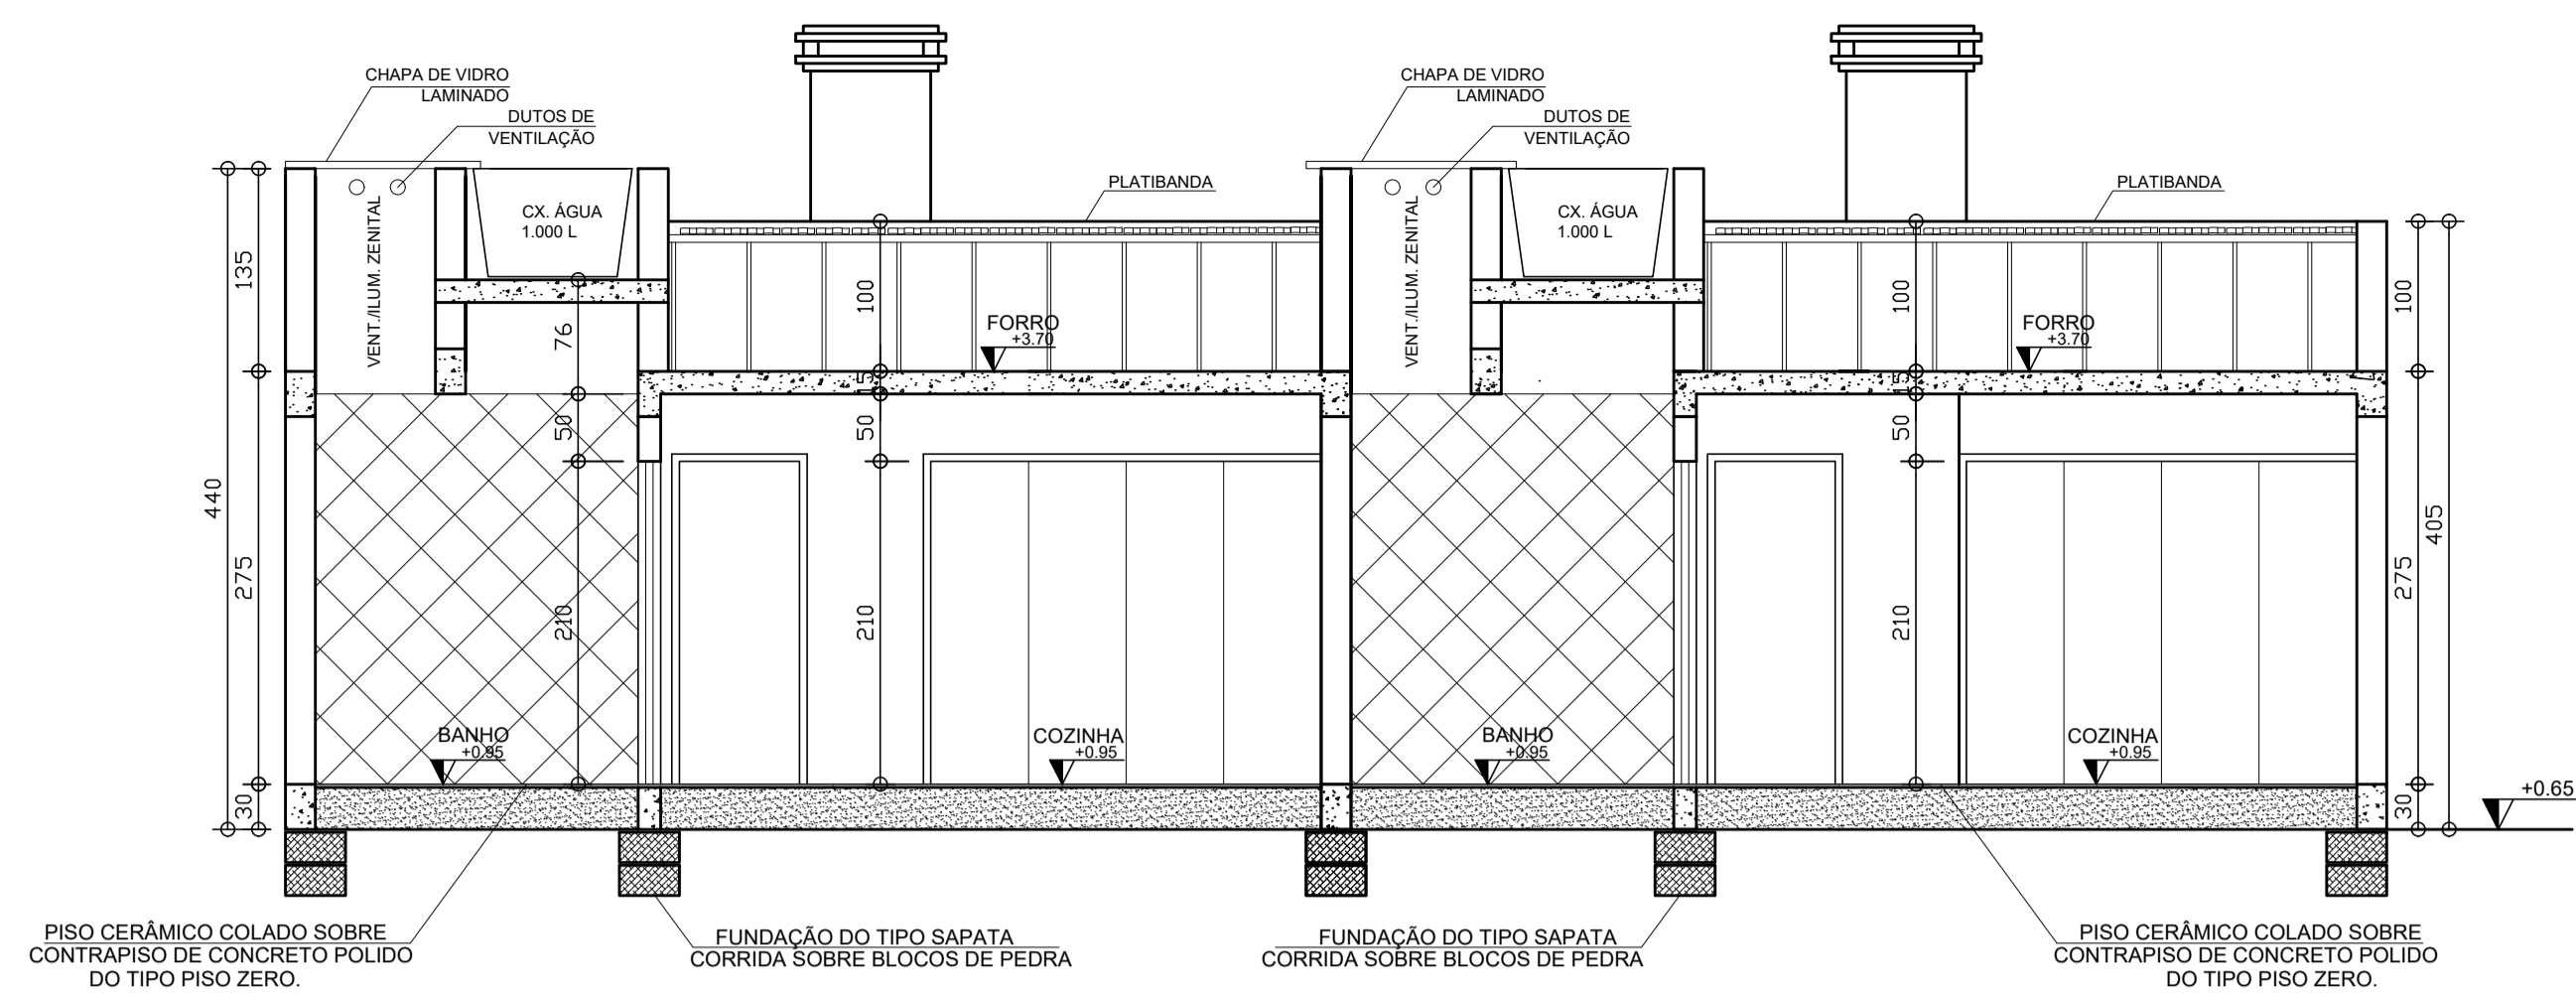 CHAPA DE VIDRO
LAMINADO
DUTOS DE
VENTILAÇÃO
CHAPA DE VIDRO
LAMINADO
DUTOS DE
VENTILAÇÃO
PLATIBANDA
PLATIBANDA
CX. ÁGUA
1.000 L
CX. ÁGUA
1.000 L
VENT./ILUM. ZENITAL
VENT./ILUM. ZENITAL
135
76
100
100
100
FORRO
+3.70
FORRO
+3.70
15
15
50
50
50
440
275
210
210
210
275
405
BANHO
+0.95
COZINHA
+0.95
BANHO
+0.95
COZINHA
+0.95
30
30
+0.65
PISO CERÂMICO COLADO SOBRE
CONTRAPISO DE CONCRETO POLIDO
DO TIPO PISO ZERO.
FUNDAÇÃO DO TIPO SAPATA
CORRIDA SOBRE BLOCOS DE PEDRA
FUNDAÇÃO DO TIPO SAPATA
CORRIDA SOBRE BLOCOS DE PEDRA
PISO CERÂMICO COLADO SOBRE
CONTRAPISO DE CONCRETO POLIDO
DO TIPO PISO ZERO.